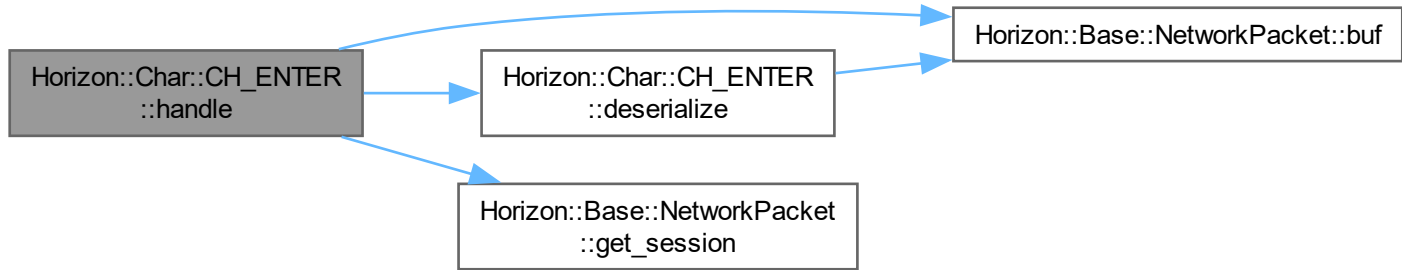 Horizon::Char::CH_ENTER
::handle
Horizon::Char::CH_ENTER
::deserialize
Horizon::Base::NetworkPacket::buf
Horizon::Base::NetworkPacket
::get_session